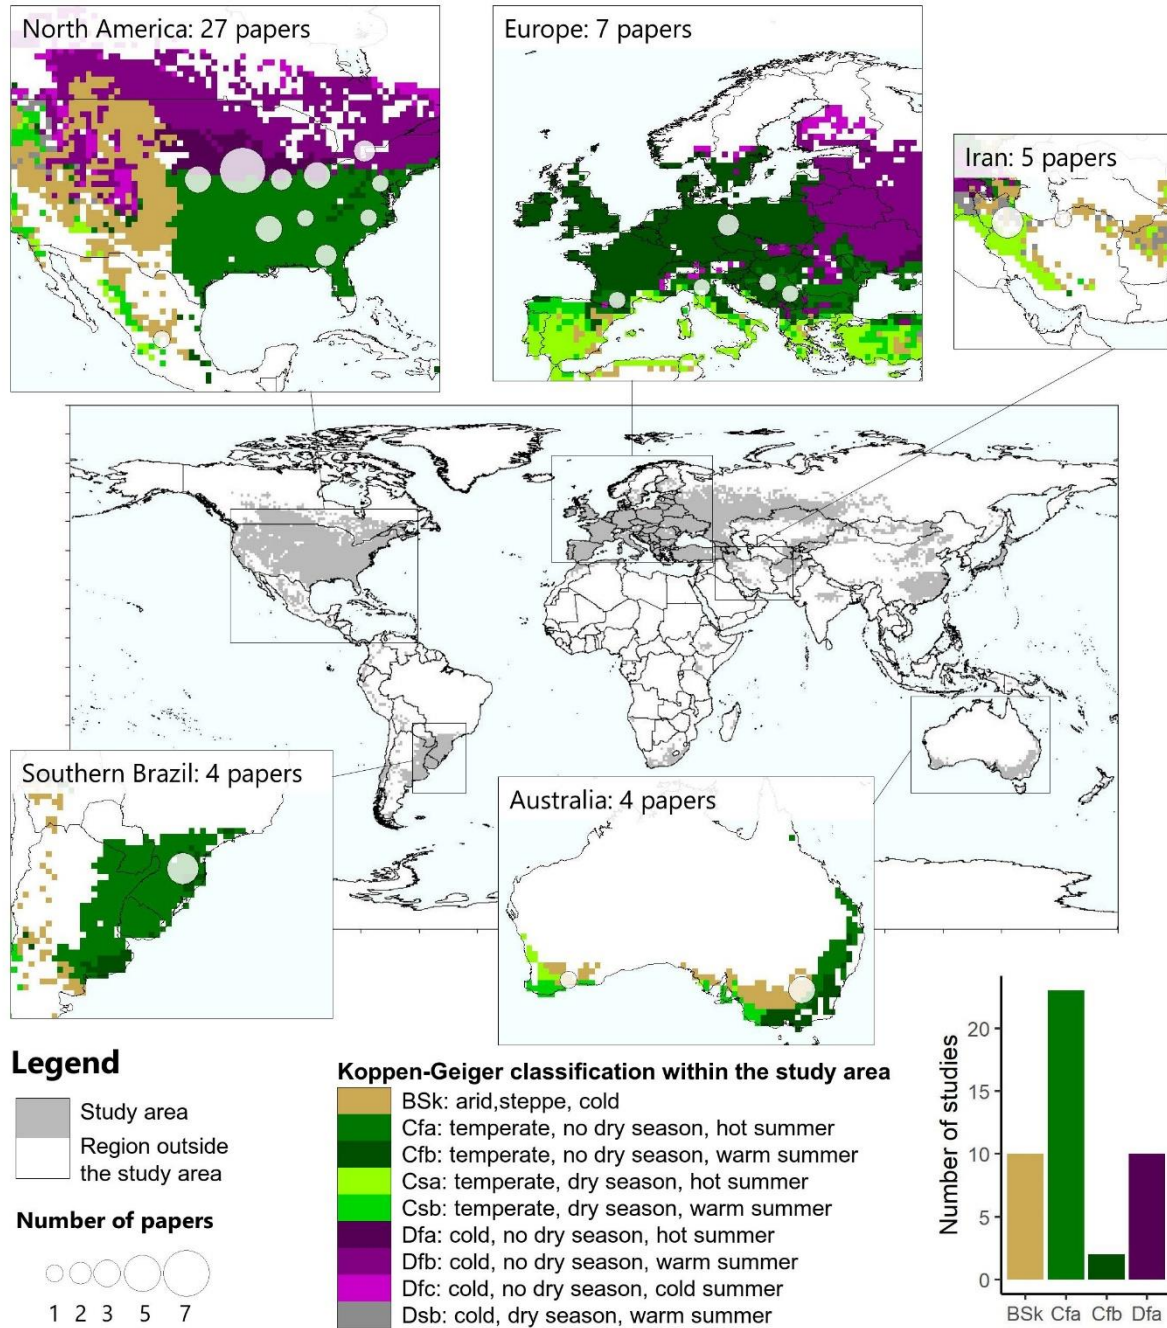 North America: 27 papers
Europe: 7 papers
Iran: 5 papers
Southern Brazil: 4 papers
Australia: 4 papers
Legend
Study area
Region outside
the study area
Number of papers
1 2 3 5 7
Koppen-Geiger classification within the study area
BSk: arid,steppe, cold
Cfa: temperate, no dry season, hot summer
Cfb: temperate, no dry season, warm summer
Csa: temperate, dry season, hot summer
Csb: temperate, dry season, warm summer
Dfa: cold, no dry season, hot summer
Dfb: cold, no dry season, warm summer
Dfc: cold, no dry season, cold summer
Dsb: cold, dry season, warm summer
Number of studies
20
15
10
5
0
BSk Cfa Cfb Dfa